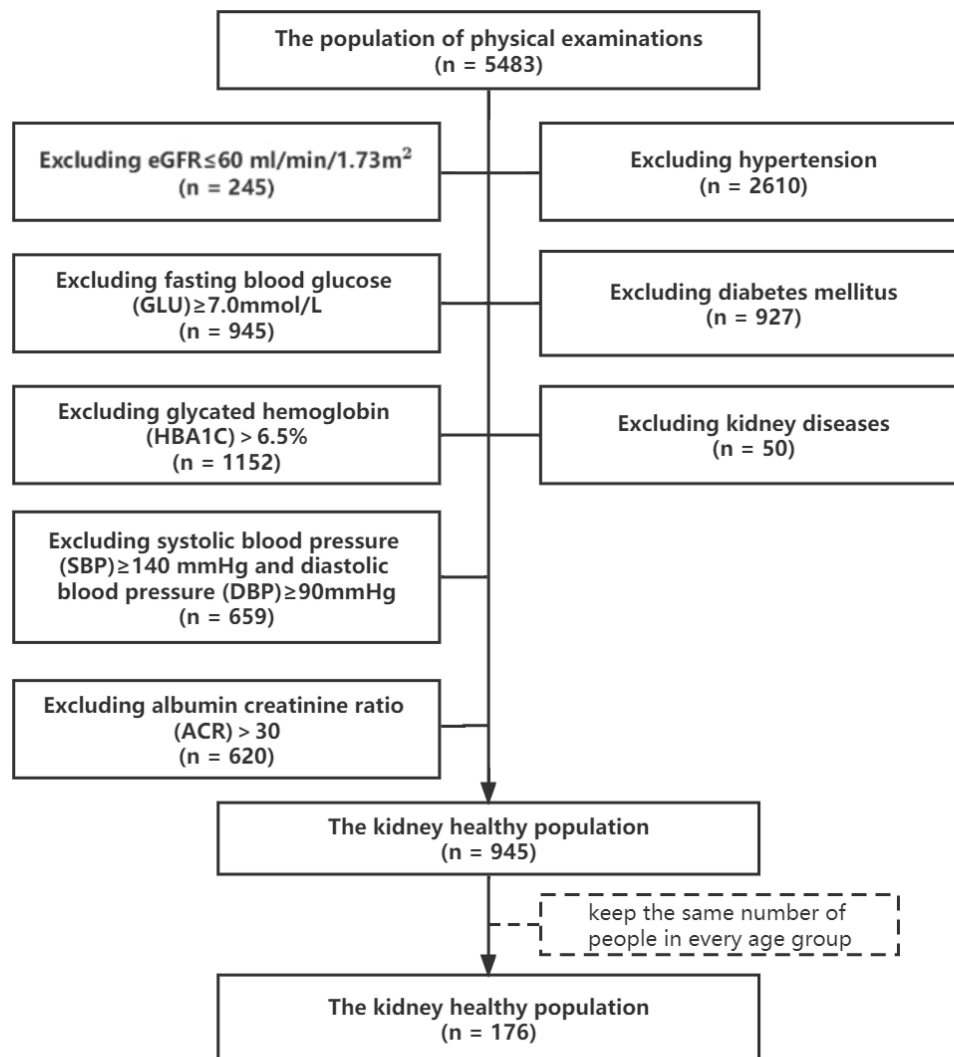 The population of physical examinations
(n = 5483)
Excluding eGFR≤60 ml/min/1.73m²
(n = 245)
Excluding hypertension
(n = 2610)
Excluding fasting blood glucose
(GLU)≥7.0mmol/L
(n = 945)
Excluding diabetes mellitus
(n = 927)
Excluding glycated hemoglobin
(HBA1C) > 6.5%
(n = 1152)
Excluding kidney diseases
(n = 50)
Excluding systolic blood pressure
(SBP)≥140 mmHg and diastolic
blood pressure (DBP)≥90mmHg
(n = 659)
Excluding albumin creatinine ratio
(ACR) > 30
(n = 620)
The kidney healthy population
(n = 945)
keep the same number of
people in every age group
The kidney healthy population
(n = 176)